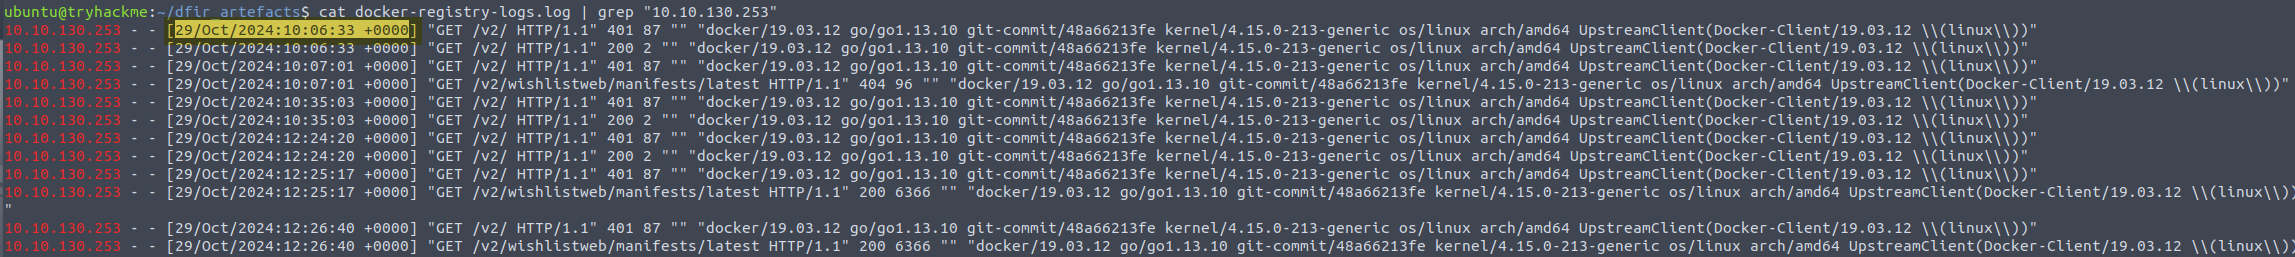 ubuntu@tryhackme:~/dfir_artefacts$ cat docker-registry-logs.log | grep "10.10.130.253"
10.10.130.253 - - [29/Oct/2024:10:06:33 +0000] "GET /v2/ HTTP/1.1" 401 87 "" "docker/19.03.12 go/go1.13.10 git-commit/48a66213fe kernel/4.15.0-213-generic os/linux arch/amd64 UpstreamClient(Docker-Client/19.03.12 \\(linux\\))"
10.10.130.253 - - [29/Oct/2024:10:06:33 +0000] "GET /v2/ HTTP/1.1" 200 2 "" "docker/19.03.12 go/go1.13.10 git-commit/48a66213fe kernel/4.15.0-213-generic os/linux arch/amd64 UpstreamClient(Docker-Client/19.03.12 \\(linux\\))"
10.10.130.253 - - [29/Oct/2024:10:07:01 +0000] "GET /v2/ HTTP/1.1" 401 87 "" "docker/19.03.12 go/go1.13.10 git-commit/48a66213fe kernel/4.15.0-213-generic os/linux arch/amd64 UpstreamClient(Docker-Client/19.03.12 \\(linux\\))"
10.10.130.253 - - [29/Oct/2024:10:07:01 +0000] "GET /v2/wishlistweb/manifests/latest HTTP/1.1" 404 96 "" "docker/19.03.12 go/go1.13.10 git-commit/48a66213fe kernel/4.15.0-213-generic os/linux arch/amd64 UpstreamClient(Docker-Client/19.03.12 \\(linux\\))"
10.10.130.253 - - [29/Oct/2024:10:35:03 +0000] "GET /v2/ HTTP/1.1" 401 87 "" "docker/19.03.12 go/go1.13.10 git-commit/48a66213fe kernel/4.15.0-213-generic os/linux arch/amd64 UpstreamClient(Docker-Client/19.03.12 \\(linux\\))"
10.10.130.253 - - [29/Oct/2024:10:35:03 +0000] "GET /v2/ HTTP/1.1" 200 2 "" "docker/19.03.12 go/go1.13.10 git-commit/48a66213fe kernel/4.15.0-213-generic os/linux arch/amd64 UpstreamClient(Docker-Client/19.03.12 \\(linux\\))"
10.10.130.253 - - [29/Oct/2024:12:24:20 +0000] "GET /v2/ HTTP/1.1" 401 87 "" "docker/19.03.12 go/go1.13.10 git-commit/48a66213fe kernel/4.15.0-213-generic os/linux arch/amd64 UpstreamClient(Docker-Client/19.03.12 \\(linux\\))"
10.10.130.253 - - [29/Oct/2024:12:24:20 +0000] "GET /v2/ HTTP/1.1" 200 2 "" "docker/19.03.12 go/go1.13.10 git-commit/48a66213fe kernel/4.15.0-213-generic os/linux arch/amd64 UpstreamClient(Docker-Client/19.03.12 \\(linux\\))"
10.10.130.253 - - [29/Oct/2024:12:25:17 +0000] "GET /v2/ HTTP/1.1" 401 87 "" "docker/19.03.12 go/go1.13.10 git-commit/48a66213fe kernel/4.15.0-213-generic os/linux arch/amd64 UpstreamClient(Docker-Client/19.03.12 \\(linux\\))"
10.10.130.253 - - [29/Oct/2024:12:25:17 +0000] "GET /v2/wishlistweb/manifests/latest HTTP/1.1" 200 6366 "" "docker/19.03.12 go/go1.13.10 git-commit/48a66213fe kernel/4.15.0-213-generic os/linux arch/amd64 UpstreamClient(Docker-Client/19.03.12 \\(linux\\))
"
10.10.130.253 - - [29/Oct/2024:12:26:40 +0000] "GET /v2/ HTTP/1.1" 401 87 "" "docker/19.03.12 go/go1.13.10 git-commit/48a66213fe kernel/4.15.0-213-generic os/linux arch/amd64 UpstreamClient(Docker-Client/19.03.12 \\(linux\\))"
10.10.130.253 - - [29/Oct/2024:12:26:40 +0000] "GET /v2/wishlistweb/manifests/latest HTTP/1.1" 200 6366 "" "docker/19.03.12 go/go1.13.10 git-commit/48a66213fe kernel/4.15.0-213-generic os/linux arch/amd64 UpstreamClient(Docker-Client/19.03.12 \\(linux\\))